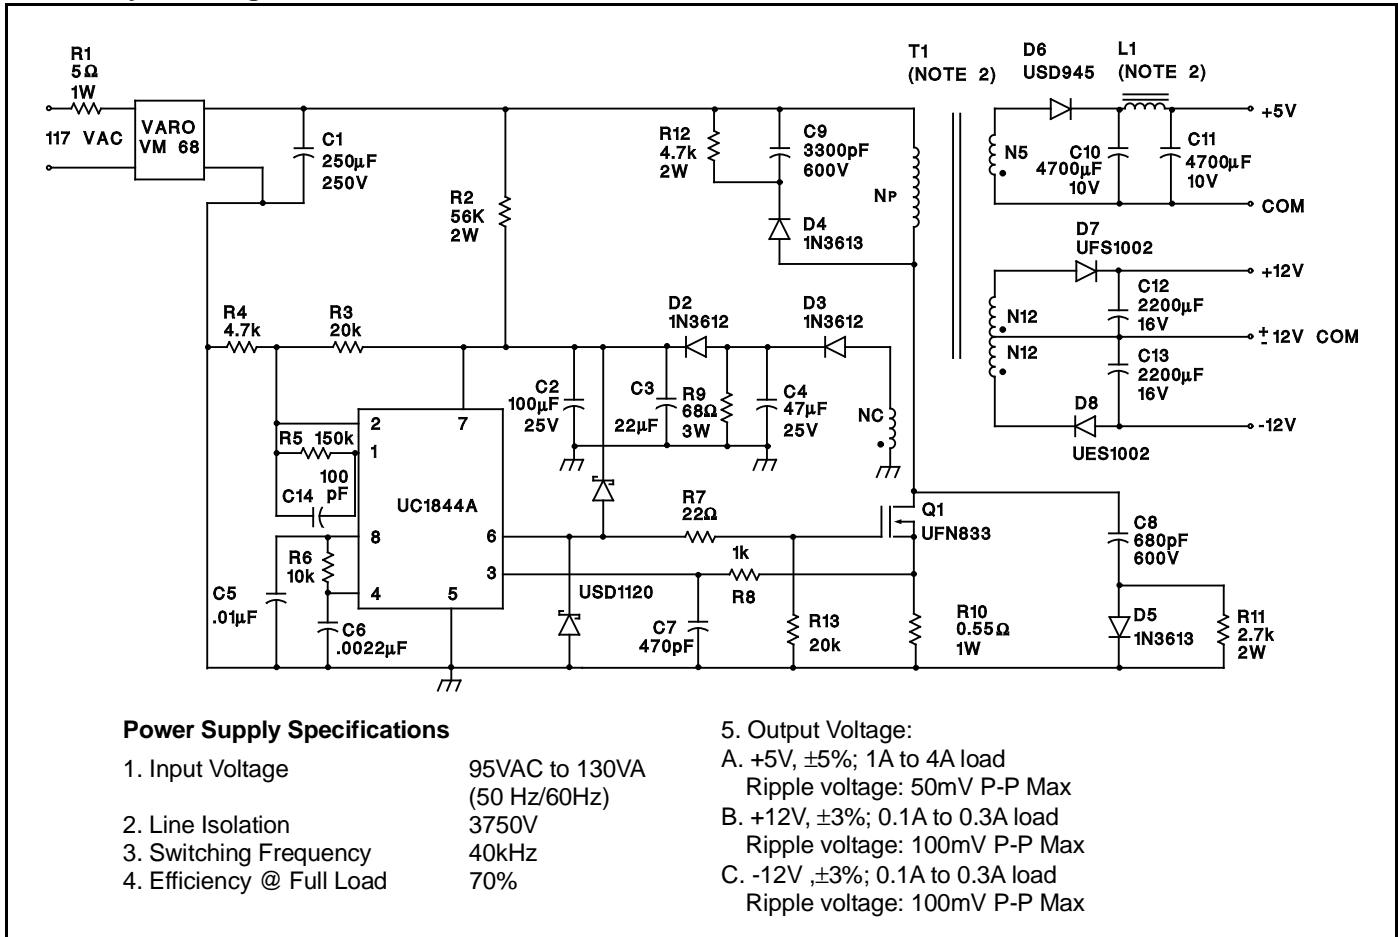 R1
5Ω
1W
117 VAC
VARO
VM 68
C1
250µF
250V
R2
56K
2W
R12
4.7k
2W
C9
3300pF
600V
D4
1N3613
NP
T1
(NOTE 2)
D6
USD945
L1
(NOTE 2)
+5V
N5
C10
4700µF
10V
C11
4700µF
10V
COM
D7
UFS1002
+12V
N12
N12
C12
2200µF
16V
± 12V COM
C13
2200µF
16V
D8
UES1002
-12V
R4
4.7k
R3
20k
D2
1N3612
D3
1N3612
C2
100µF
25V
C3
22µF
R9
68Ω
3W
C4
47µF
25V
NC
2
7
R5 150k
1
100
pF
C14
UC1844A
8
6
R6
10k
3
4
5
C5
.01µF
C6
.0022µF
USD1120
R7
22Ω
1k
R8
C7
470pF
R13
20k
Q1
UFN833
R10
0.55Ω
1W
C8
680pF
600V
D5
1N3613
R11
2.7k
2W
Power Supply Specifications
1. Input Voltage 95VAC to 130VA
(50 Hz/60Hz)
2. Line Isolation 3750V
3. Switching Frequency 40kHz
4. Efficiency @ Full Load 70%
5. Output Voltage:
A. +5V, ±5%; 1A to 4A load
Ripple voltage: 50mV P-P Max
B. +12V, ±3%; 0.1A to 0.3A load
Ripple voltage: 100mV P-P Max
C. -12V ,±3%; 0.1A to 0.3A load
Ripple voltage: 100mV P-P Max